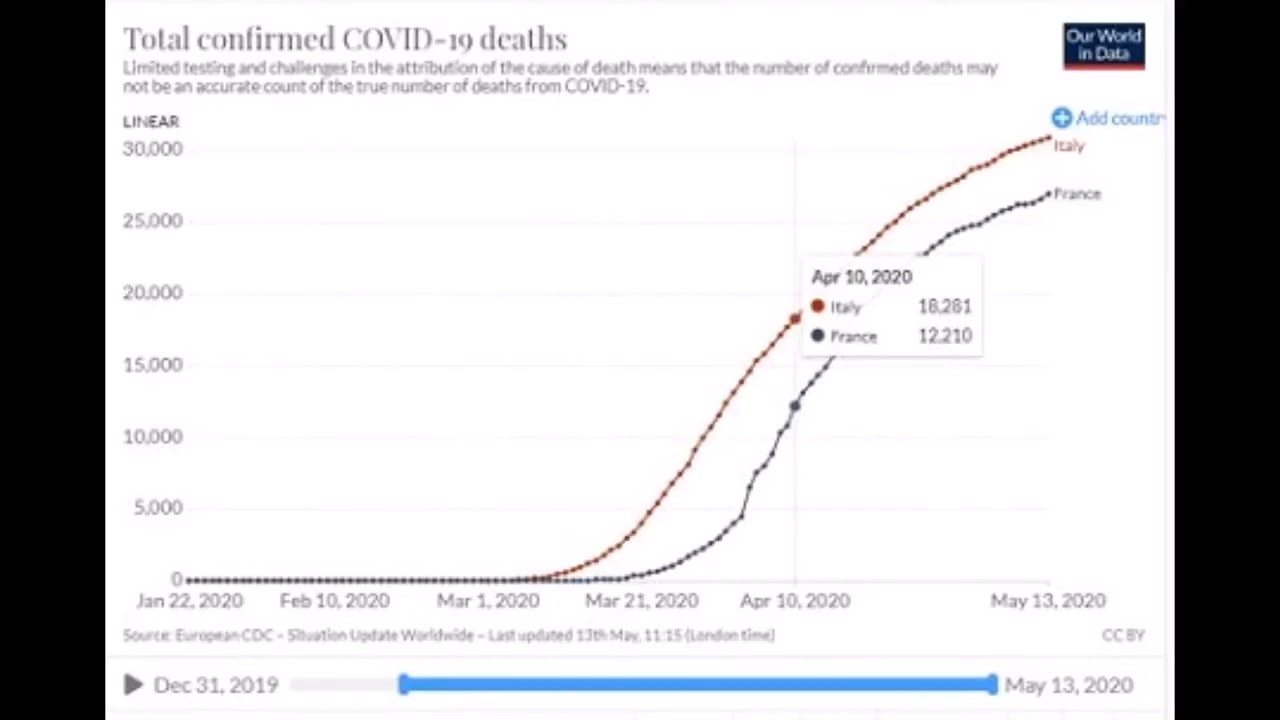 Total confirmed COVID-19 deaths
Our World
in Data
Limited testing and challenges in the attribution of the cause of death means that the number of confirmed deaths may
not be an accurate count of the true number of deaths from COVID-19.
LINEAR
Add countr
30,000
Italy
France
25,000
Apr 10, 2020
20,000
Italy 18,281
France 12,210
15,000
10,000
5,000
0
Jan 22, 2020 Feb 10, 2020 Mar 1, 2020 Mar 21, 2020 Apr 10, 2020 May 13, 2020
Source: European CDC – Situation Update Worldwide – Last updated 13th May, 11:15 (London time) CC BY
Dec 31, 2019 May 13, 2020